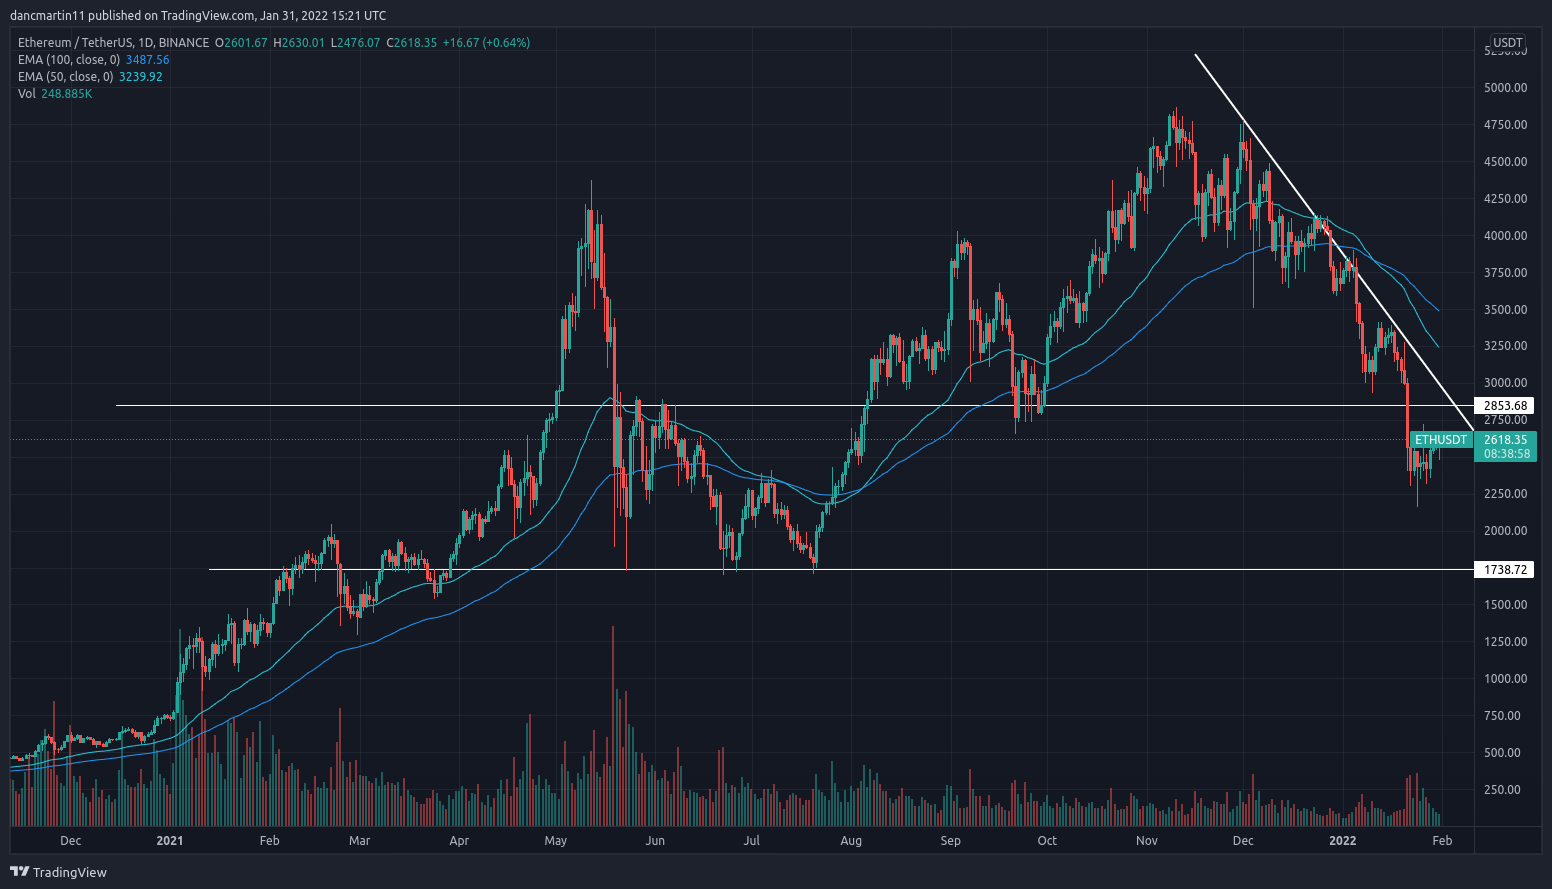 dancmartin11 published on TradingView.com, Jan 31, 2022 15:21 UTC
Ethereum / TetherUS, 1D, BINANCE O2601.67 H2630.01 L2476.07 C2618.35 +16.67 (+0.64%)
EMA (100, close, 0) 3487.56
EMA (50, close, 0) 3239.92
Vol 248.885K
USDT
5250.00
5000.00
4750.00
4500.00
4250.00
4000.00
3750.00
3500.00
3250.00
3000.00
2853.68
2750.00
ETHUSDT 2618.35
08:38:58
2250.00
2000.00
1738.72
1500.00
1250.00
1000.00
750.00
500.00
250.00
Dec 2021 Feb Mar Apr May Jun Jul Aug Sep Oct Nov Dec 2022 Feb
TradingView